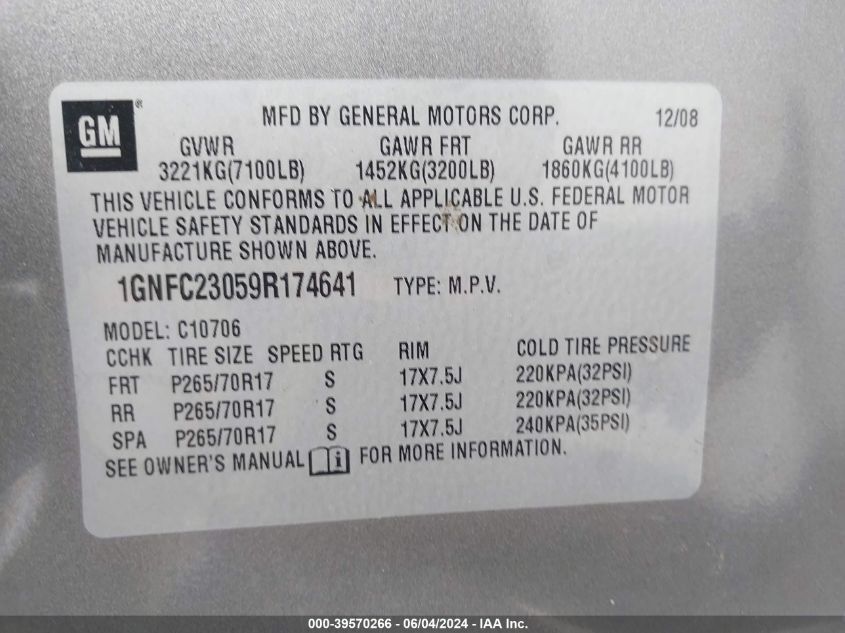 GM ® MFD BY GENERAL MOTORS CORP. 12/08
GVWR GAWR FRT GAWR RR
3221KG(7100LB) 1452KG(3200LB) 1860KG(4100LB)
THIS VEHICLE CONFORMS TO ALL APPLICABLE U.S. FEDERAL MOTOR
VEHICLE SAFETY STANDARDS IN EFFECT ON THE DATE OF
MANUFACTURE SHOWN ABOVE.
1GNFC23059R174641 TYPE: M.P.V.
MODEL: C10706
CCHK TIRE SIZE SPEED RTG RIM COLD TIRE PRESSURE
FRT P265/70R17 S 17X7.5J 220KPA(32PSI)
RR P265/70R17 S 17X7.5J 220KPA(32PSI)
SPA P265/70R17 S 17X7.5J 240KPA(35PSI)
SEE OWNER'S MANUAL i FOR MORE INFORMATION.
000-39570266 - 06/04/2024 - IAA Inc.